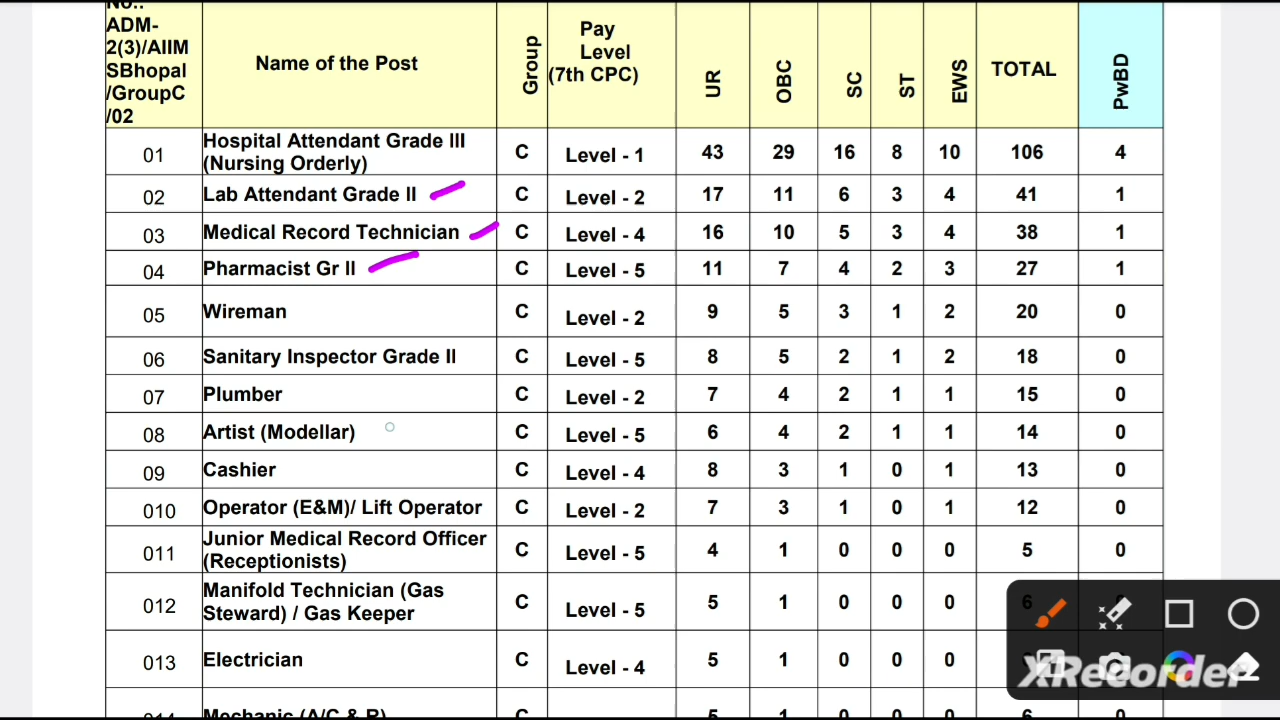 No.:
ADM-
2(3)/AIIM
SBhopal
/GroupC
/02
Name of the Post
Group
Pay
Level
(7th CPC)
UR
OBC
SC
ST
EWS
TOTAL
PwBD
01 Hospital Attendant Grade III (Nursing Orderly) C Level - 1 43 29 16 8 10 106 4
02 Lab Attendant Grade II C Level - 2 17 11 6 3 4 41 1
03 Medical Record Technician C Level - 4 16 10 5 3 4 38 1
04 Pharmacist Gr II C Level - 5 11 7 4 2 3 27 1
05 Wireman C Level - 2 9 5 3 1 2 20 0
06 Sanitary Inspector Grade II C Level - 5 8 5 2 1 2 18 0
07 Plumber C Level - 2 7 4 2 1 1 15 0
08 Artist (Modellar) C Level - 5 6 4 2 1 1 14 0
09 Cashier C Level - 4 8 3 1 0 1 13 0
010 Operator (E&M)/ Lift Operator C Level - 2 7 3 1 0 1 12 0
011 Junior Medical Record Officer (Receptionists) C Level - 5 4 1 0 0 0 5 0
012 Manifold Technician (Gas Steward) / Gas Keeper C Level - 5 5 1 0 0 0 6
013 Electrician C Level - 4 5 1 0 0 0
014 Mechanic (A/C & R) C 5 1 0 0 0 6 0
XRecorder